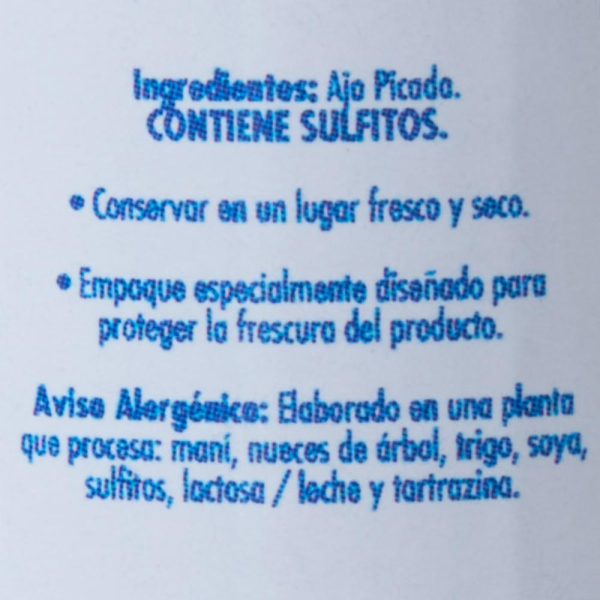 Ingredientes: Ajo Picado.
CONTIENE SULFITOS.
• Conservar en un lugar fresco y seco.
• Empaque especialmente diseñado para
proteger la frescura del producto.
Aviso Alergénico: Elaborado en una planta
que procesa: maní, nueces de árbol, trigo, soya,
sulfitos, lactosa / leche y tartrazina.